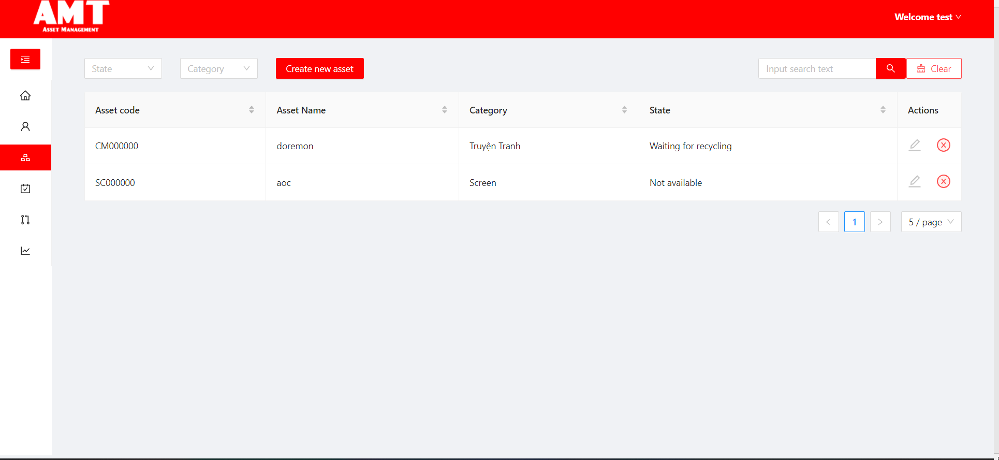 AMT
Asset Management
Welcome test
State
Category
Create new asset
Input search text
Clear
Asset code
Asset Name
Category
State
Actions
CM000000
doremon
Truyện Tranh
Waiting for recycling
SC000000
aoc
Screen
Not available
1
5 / page